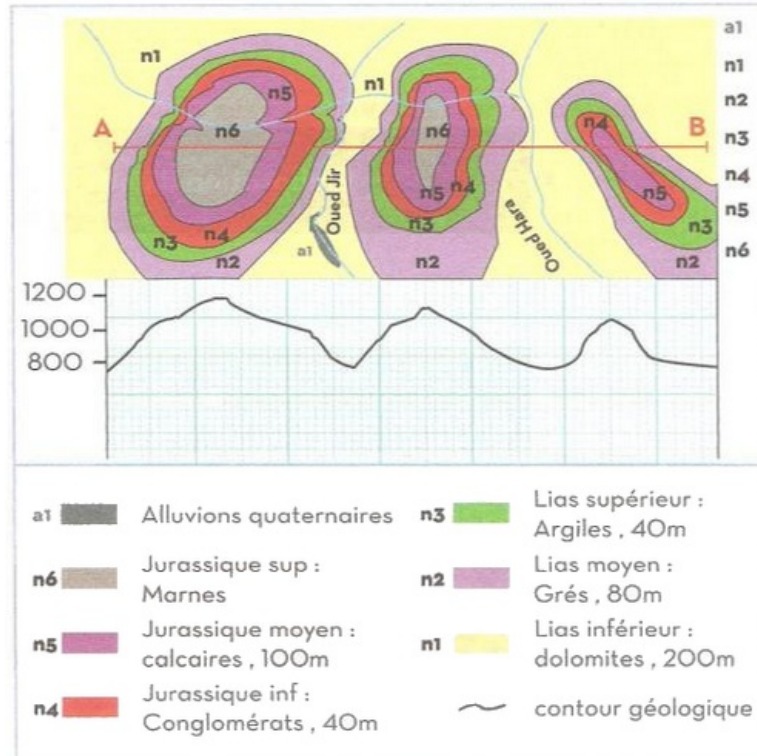 a1
n1
n1
n5
n1
n2
n6
n6
n4
A
B
n3
n4
n4
n5
n5
n3
n4
n5
n3
n3
n2
n2
n2
n6
Oued Jir
a1
Oued Hara
1200
1000
800
a1 Alluvions quaternaires
n6 Jurassique sup :
Marnes
n5 Jurassique moyen :
calcaires , 100m
n4 Jurassique inf :
Conglomérats , 40m
n3 Lias supérieur :
Argiles , 40m
n2 Lias moyen :
Grés , 80m
n1 Lias inférieur :
dolomites , 200m
contour géologique